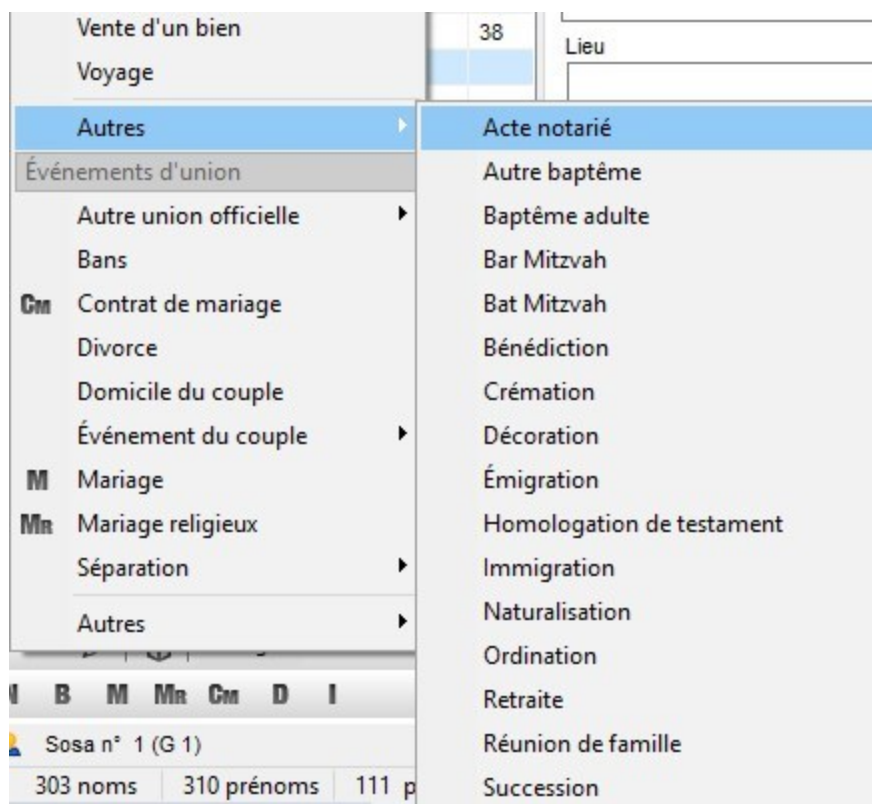 Vente d'un bien
Voyage
Autres
Événements d'union
Autre union officielle
Bans
CM Contrat de mariage
Divorce
Domicile du couple
Événement du couple
M Mariage
MR Mariage religieux
Séparation
Autres
38
Lieu
Acte notarié
Autre baptême
Baptême adulte
Bar Mitzvah
Bat Mitzvah
Bénédiction
Crémation
Décoration
Émigration
Homologation de testament
Immigration
Naturalisation
Ordination
Retraite
Réunion de famille
Succession
B M MR CM D I
Sosa n° 1 (G 1)
303 noms 310 prénoms 111 p